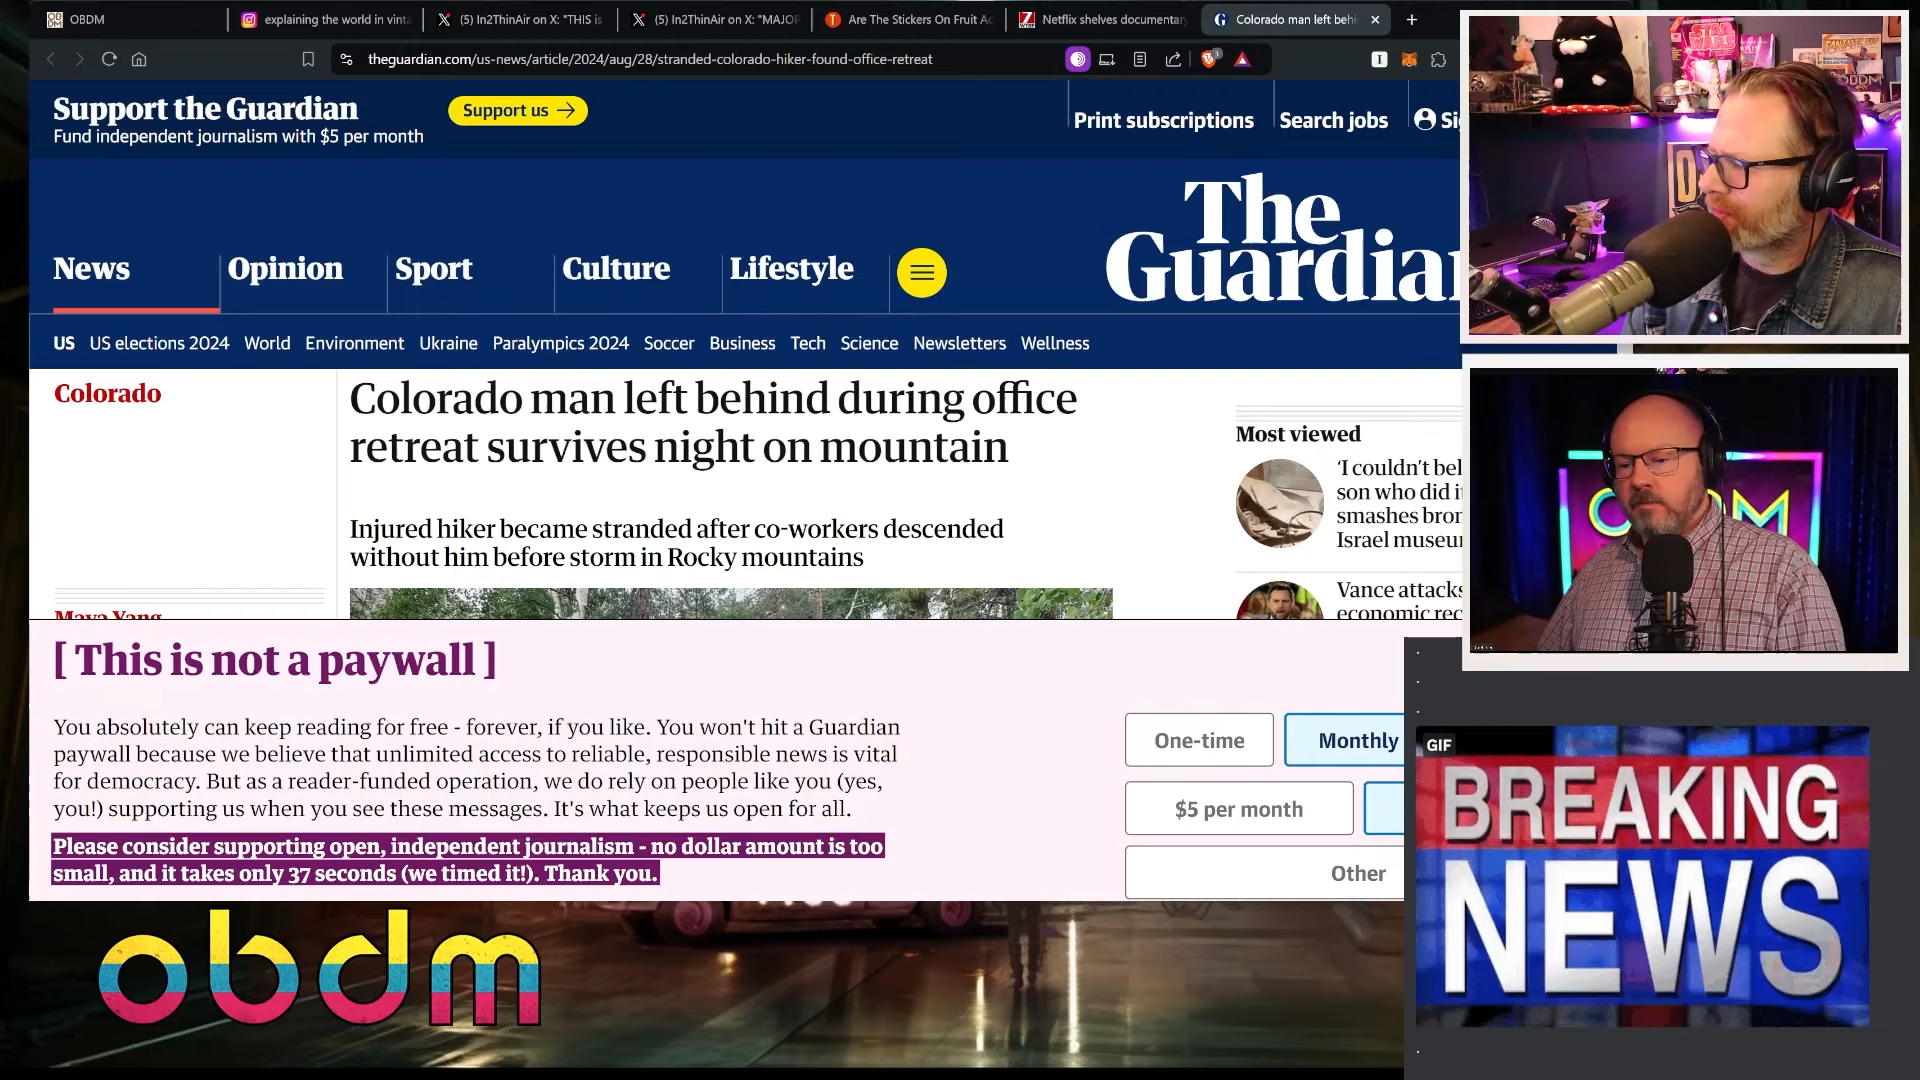 OBDM
explaining the world in vinta
(5) In2ThinAir on X: "THIS is
(5) In2ThinAir on X: "MAJOR
Are The Stickers On Fruit Ac
Netflix shelves documentary
Colorado man left behi
theguardian.com/us-news/article/2024/aug/28/stranded-colorado-hiker-found-office-retreat
Support the Guardian
Fund independent journalism with $5 per month
Support us
Print subscriptions
Search jobs
Si
The
Guardian
News
Opinion
Sport
Culture
Lifestyle
US
US elections 2024
World
Environment
Ukraine
Paralympics 2024
Soccer
Business
Tech
Science
Newsletters
Wellness
Colorado
Colorado man left behind during office
retreat survives night on mountain
Injured hiker became stranded after co-workers descended
without him before storm in Rocky mountains
Maya Yang
Most viewed
‘I couldn’t bel
son who did i
smashes bron
Israel museu
Vance attacks
economic rec
[ This is not a paywall ]
You absolutely can keep reading for free - forever, if you like. You won't hit a Guardian
paywall because we believe that unlimited access to reliable, responsible news is vital
for democracy. But as a reader-funded operation, we do rely on people like you (yes,
you!) supporting us when you see these messages. It's what keeps us open for all.
Please consider supporting open, independent journalism - no dollar amount is too
small, and it takes only 37 seconds (we timed it!). Thank you.
One-time
Monthly
$5 per month
Other
GIF
BREAKING
NEWS
obdm